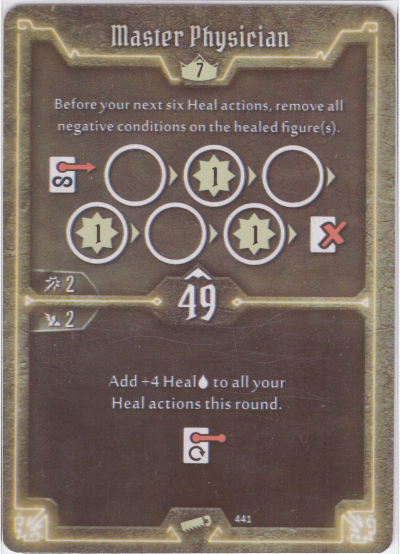 Master Physician
7
Before your next six Heal actions, remove all
negative conditions on the healed figure(s).
1
1
1
2
49
2
Add +4 Heal to all your
Heal actions this round.
441